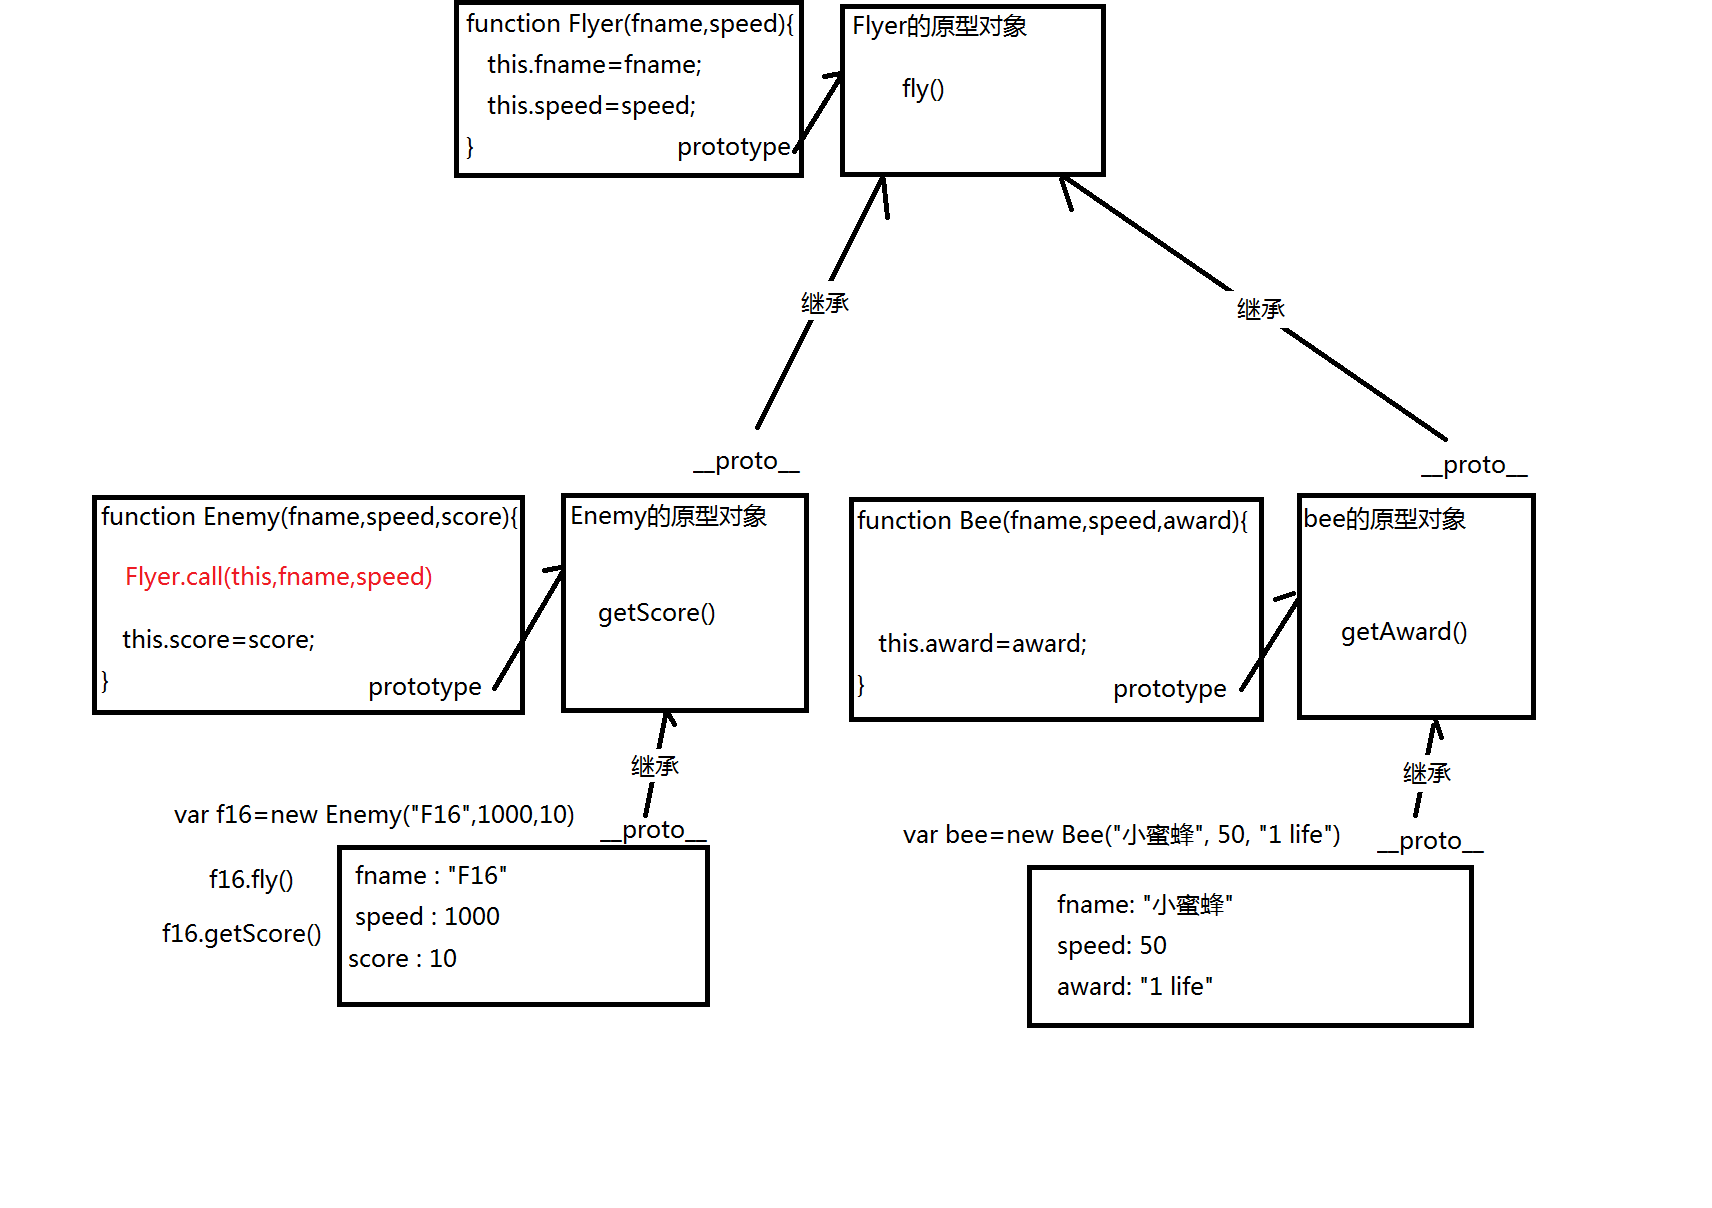 function Flyer(fname,speed){
this.fname=fname;
this.speed=speed;
}
prototype
Flyer的原型对象
fly()
继承
继承
__proto__
__proto__
function Enemy(fname,speed,score){
Flyer.call(this,fname,speed)
this.score=score;
}
prototype
Enemy的原型对象
getScore()
function Bee(fname,speed,award){
this.award=award;
}
prototype
bee的原型对象
getAward()
继承
继承
var f16=new Enemy("F16",1000,10)
__proto__
f16.fly()
f16.getScore()
fname : "F16"
speed : 1000
score : 10
var bee=new Bee("小蜜蜂", 50, "1 life")
__proto__
fname: "小蜜蜂"
speed: 50
award: "1 life"